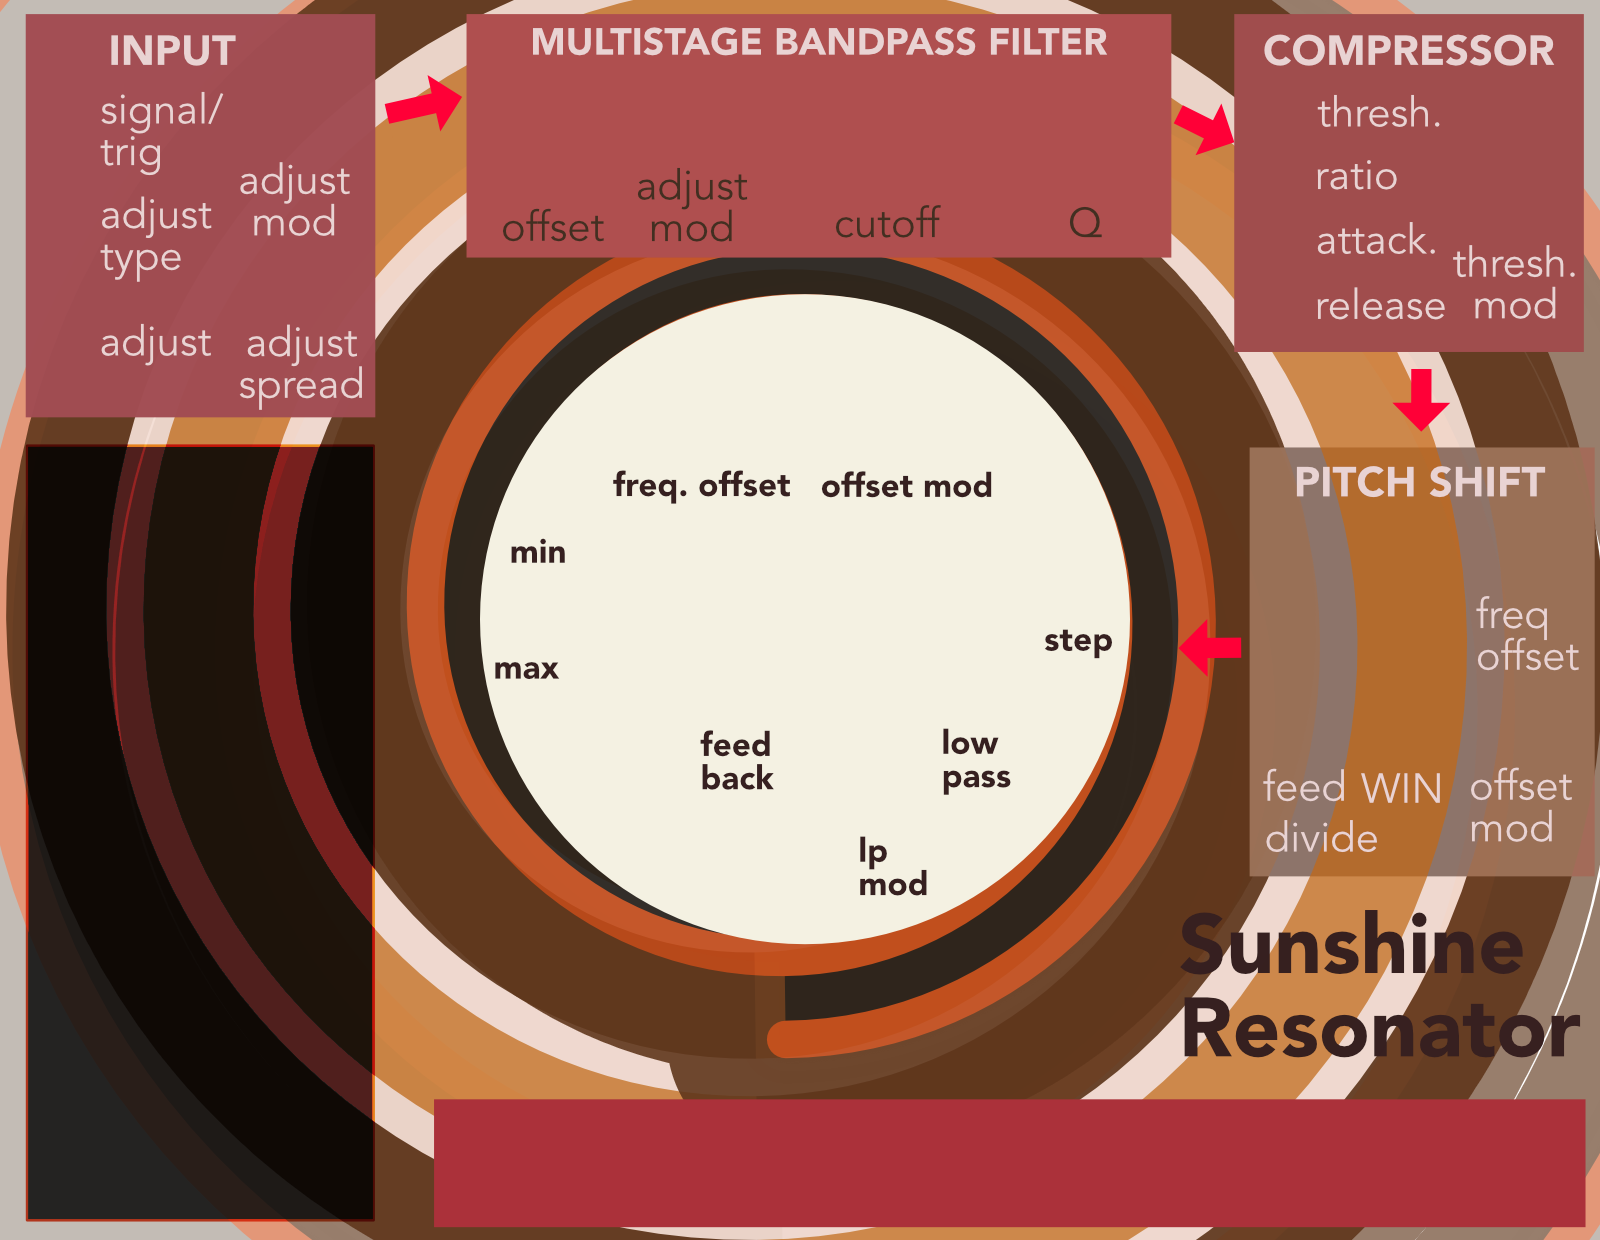 INPUT
signal/
trig
adjust
type
adjust
mod
adjust
adjust
spread
MULTISTAGE BANDPASS FILTER
offset
adjust
mod
cutoff
Q
COMPRESSOR
thresh.
ratio
attack.
release
thresh.
mod
PITCH SHIFT
freq
offset
feed WIN
divide
offset
mod
freq. offset
offset mod
min
max
step
feed
back
low
pass
lp
mod
Sunshine
Resonator